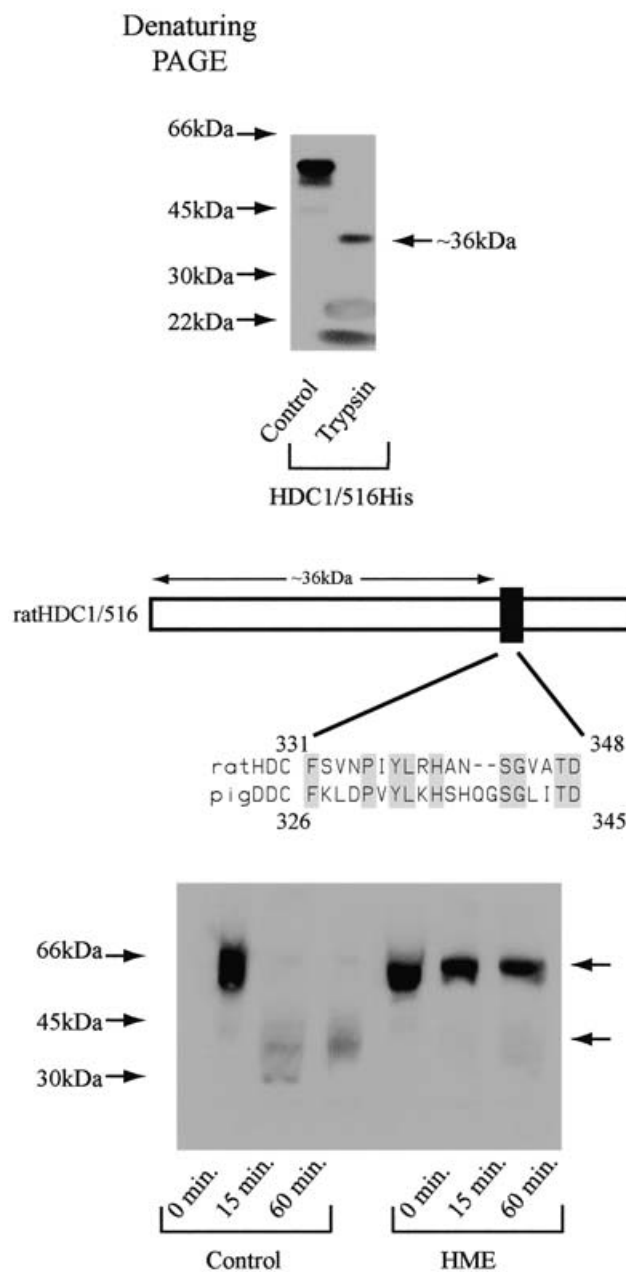 Denaturing
PAGE
66kDa
45kDa
~36kDa
30kDa
22kDa
Control
Trypsin
HDC1/516His
~36kDa
ratHDC1/516
331 348
ratHDC FSVNPIYLRHAN--SGVATD
pigDDC FKLDPVYLKHSHQGSGLITD
326 345
66kDa
45kDa
30kDa
0 min.
15 min.
60 min.
0 min.
15 min.
60 min.
Control
HME